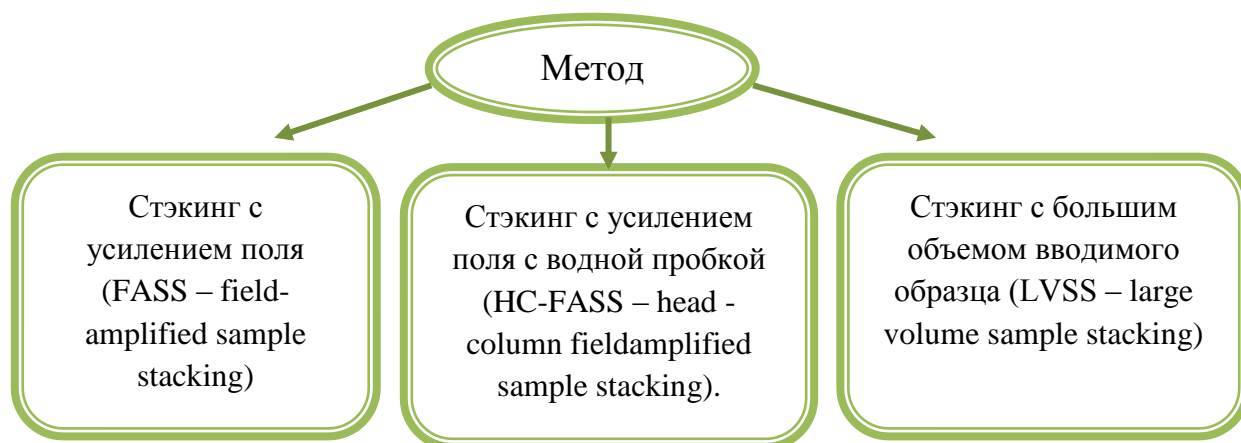 Метод
Стэкинг с
усилением поля
(FASS – field-
amplified sample
stacking)
Стэкинг с усилением
поля с водной пробкой
(HC-FASS – head -
column fieldamplified
sample stacking).
Стэкинг с большим
объемом вводимого
образца (LVSS – large
volume sample stacking)